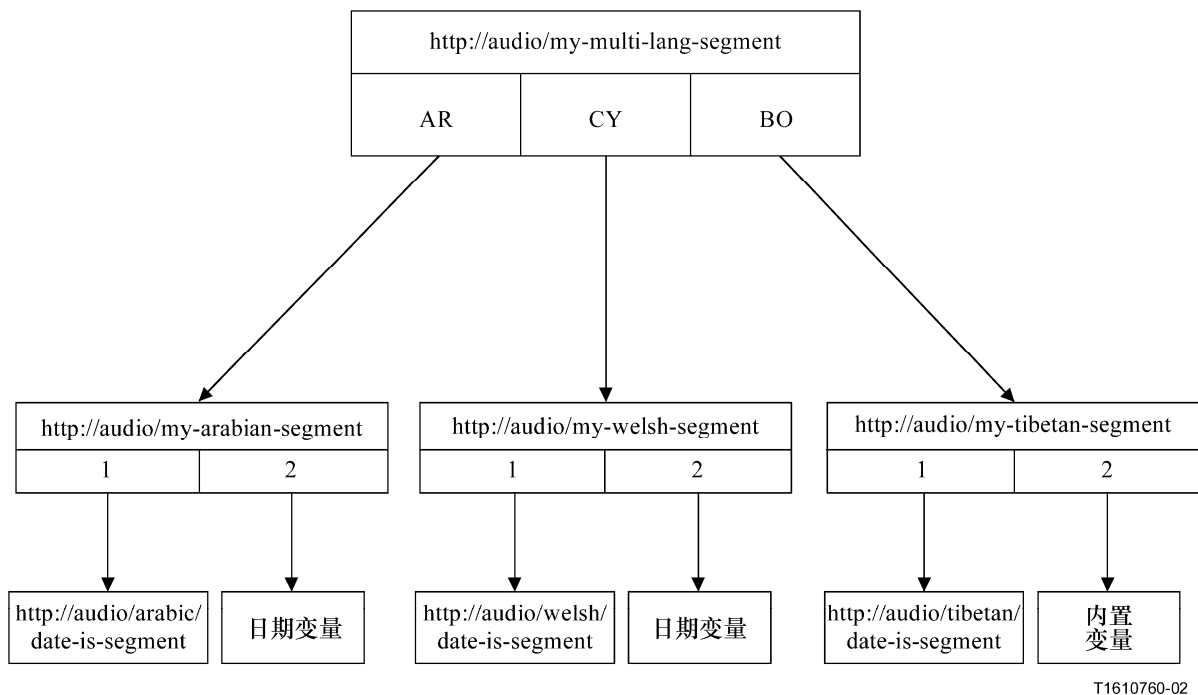 http://audio/my-multi-lang-segment
AR CY BO
http://audio/my-arabian-segment
1 2
http://audio/my-welsh-segment
1 2
http://audio/my-tibetan-segment
1 2
http://audio/arabic/
date-is-segment
日期变量
http://audio/welsh/
date-is-segment
日期变量
http://audio/tibetan/
date-is-segment
内置
变量
T1610760-02